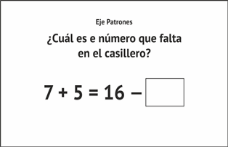 Eje Patrones
¿Cuál es e número que falta
en el casillero?
7 + 5 = 16 –